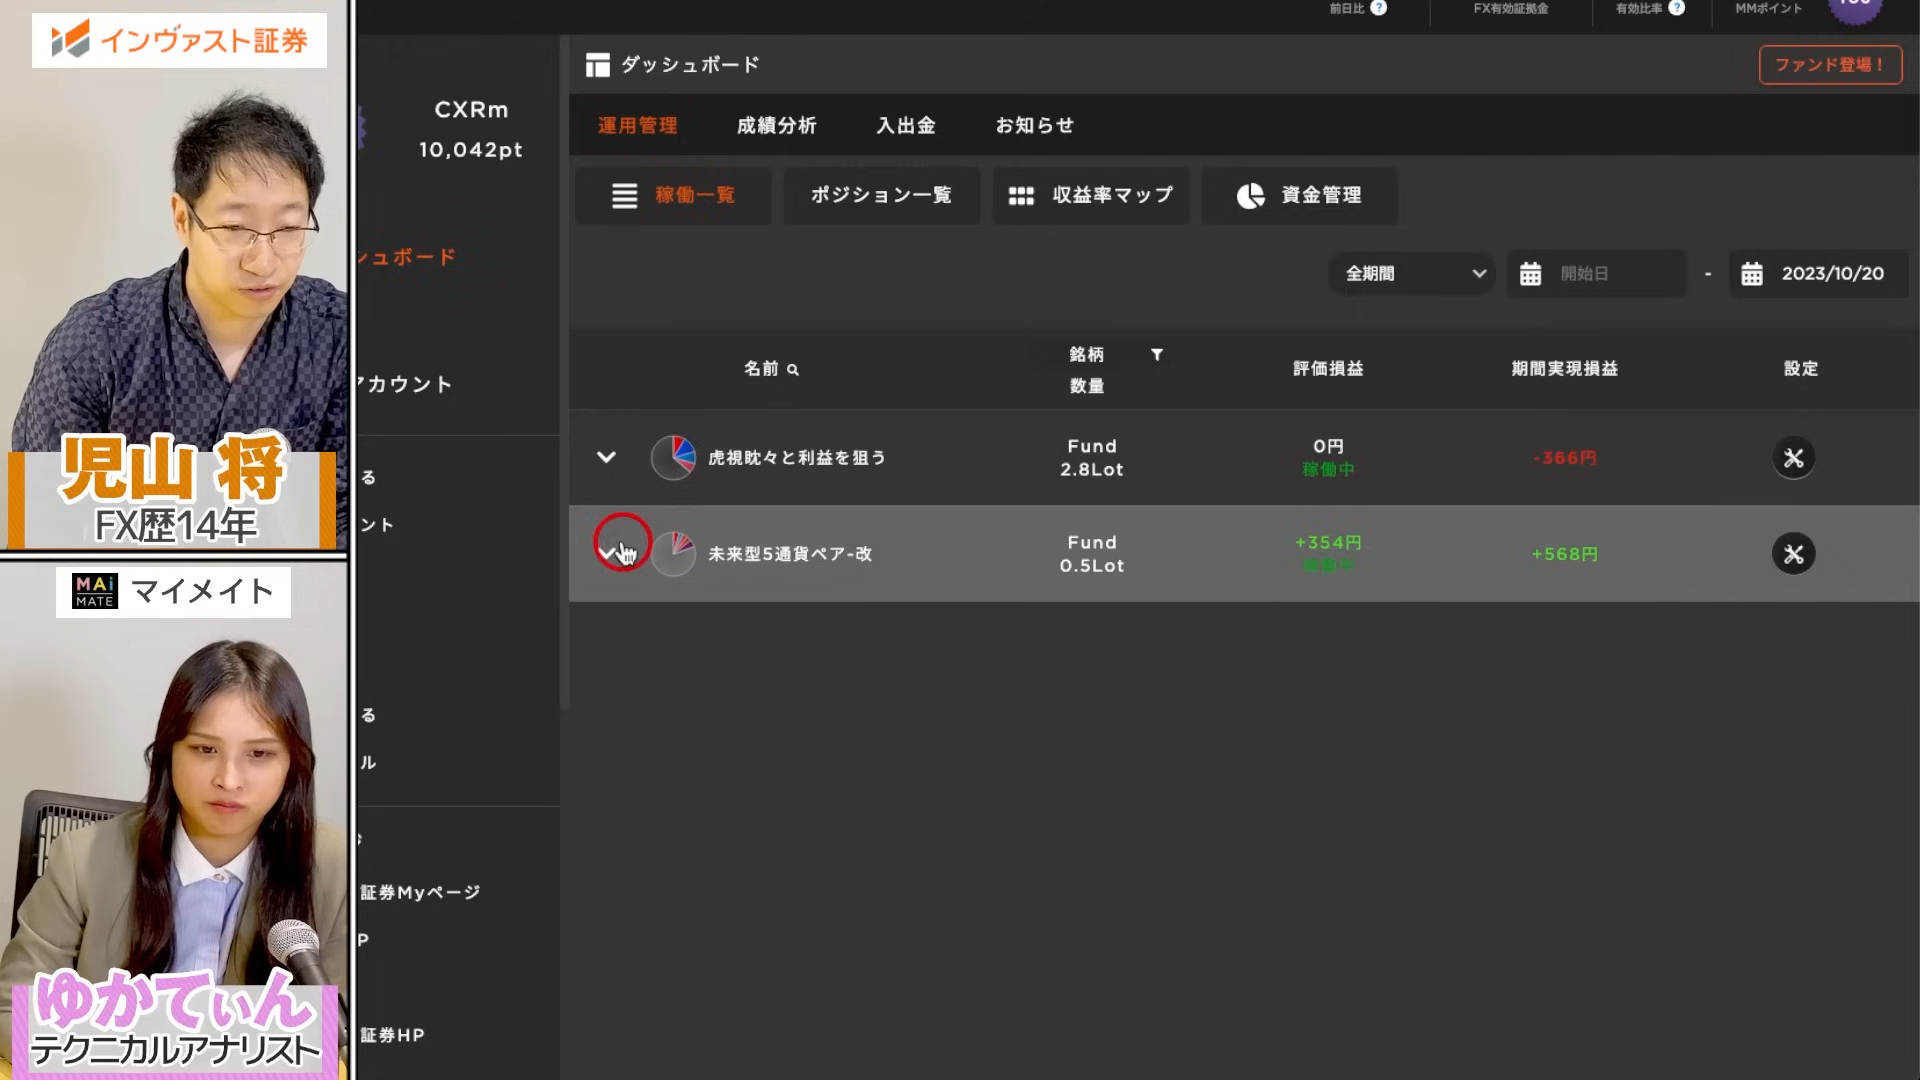 インヴァスト証券
児山 将
FX歴14年
MAi
MATE
マイメイト
ゆかてぃん
テクニカルアナリスト
CXRm
10,042pt
シュボード
アカウント
る
ント
る
ル
証券Myページ
P
証券HP
前日比 ?
FX有効証拠金
有効比率 ?
MMポイント
ダッシュボード
ファンド登場！
運用管理
成績分析
入出金
お知らせ
稼働一覧
ポジション一覧
収益率マップ
資金管理
全期間
開始日
-
2023/10/20
名前
銘柄
数量
評価損益
期間実現損益
設定
虎視眈々と利益を狙う
Fund
2.8Lot
0円
稼働中
-366円
未来型5通貨ペア-改
Fund
0.5Lot
+354円
稼働中
+568円